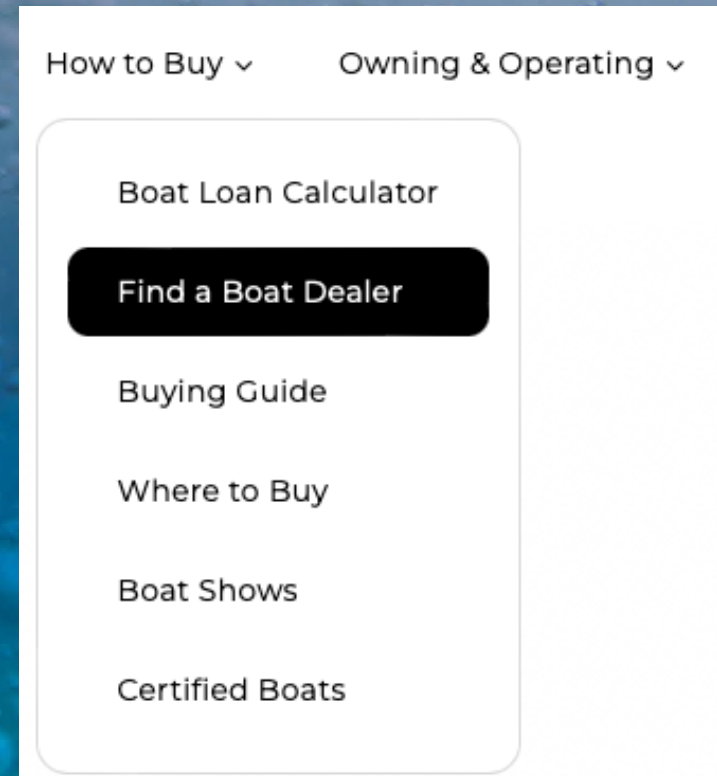 How to Buy
Owning & Operating
Boat Loan Calculator
Find a Boat Dealer
Buying Guide
Where to Buy
Boat Shows
Certified Boats